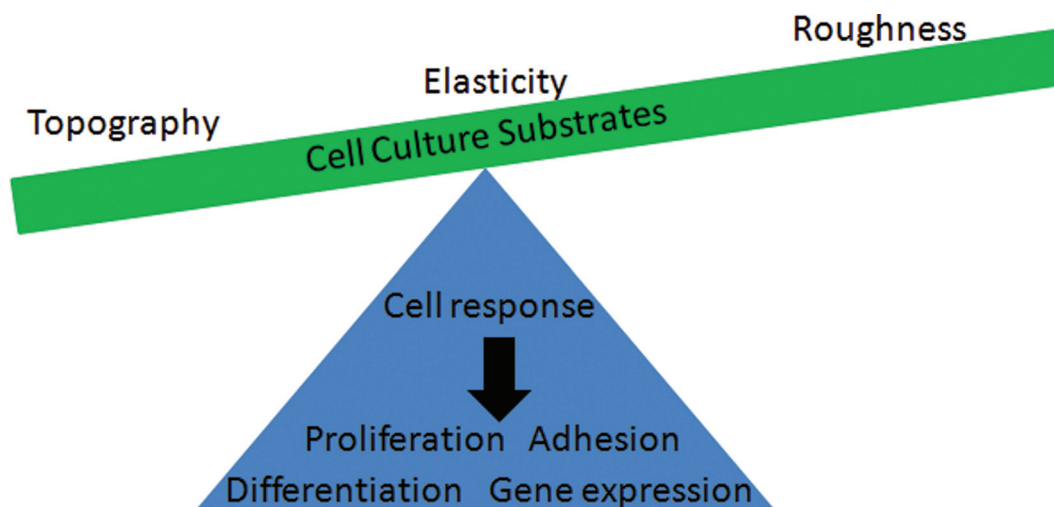 Roughness
Elasticity
Topography
Cell Culture Substrates
Cell response
Proliferation Adhesion
Differentiation Gene expression